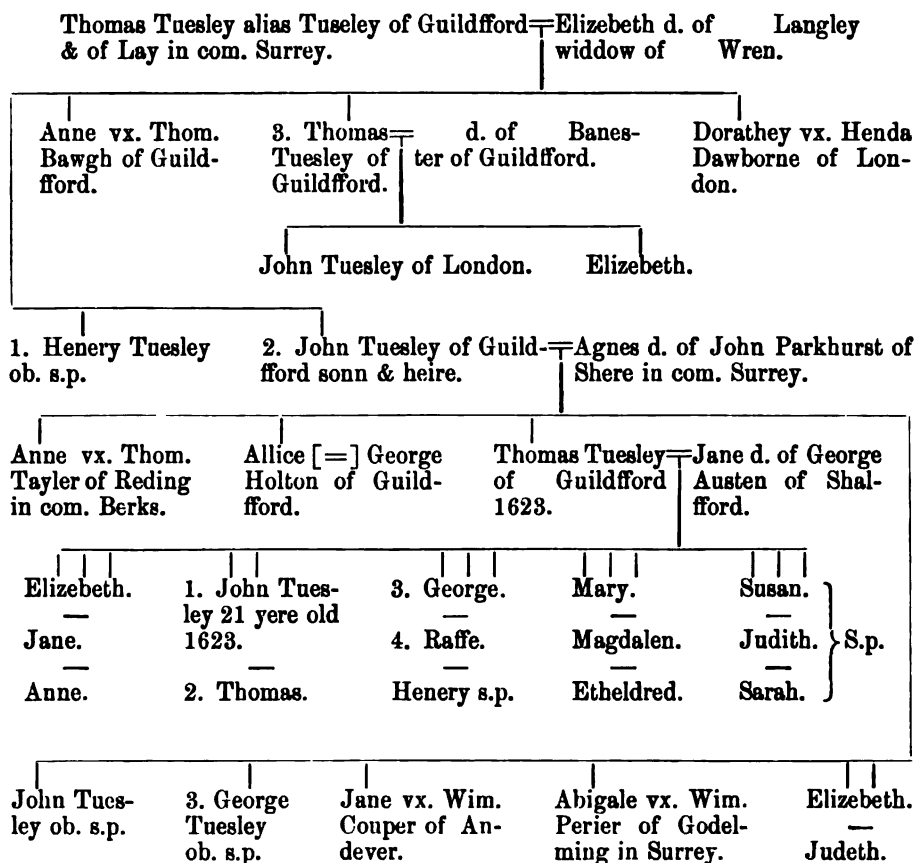 Thomas Tuesley alias Tuseley of Guildfford=Elizebeth d. of Langley
& of Lay in com. Surrey. widdow of Wren.
Anne vx. Thom. 3. Thomas= d. of Banes- Dorathey vx. Henda
Bawgh of Guild- Tuesley of ter of Guildfford. Dawborne of Lon-
fford. Guildfford. don.
John Tuesley of London. Elizebeth.
1. Henery Tuesley 2. John Tuesley of Guild-=Agnes d. of John Parkhurst of
ob. s.p. fford sonn & heire. Shere in com. Surrey.
Anne vx. Thom. Allice [=] George Thomas Tuesley=Jane d. of George
Tayler of Reding Holton of Guild- of Guildfford Austen of Shal-
in com. Berks. fford. 1623. fford.
Elizebeth. 1. John Tues- 3. George. Mary. Susan.
ley 21 yere old
Jane. 1623. 4. Raffe. Magdalen. Judith. S.p.
Anne. 2. Thomas. Henery s.p. Etheldred. Sarah.
John Tues- 3. George Jane vx. Wim. Abigale vx. Wim. Elizebeth.
ley ob. s.p. Tuesley Couper of An- Perier of Godel-
ob. s.p. dever. ming in Surrey. Judeth.